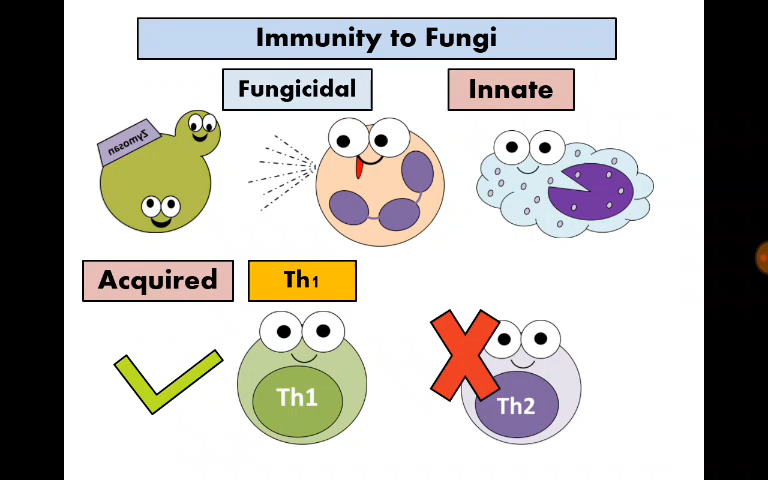 Immunity to Fungi
Fungicidal
Innate
Zymosan
Acquired
Th1
Th1
Th2